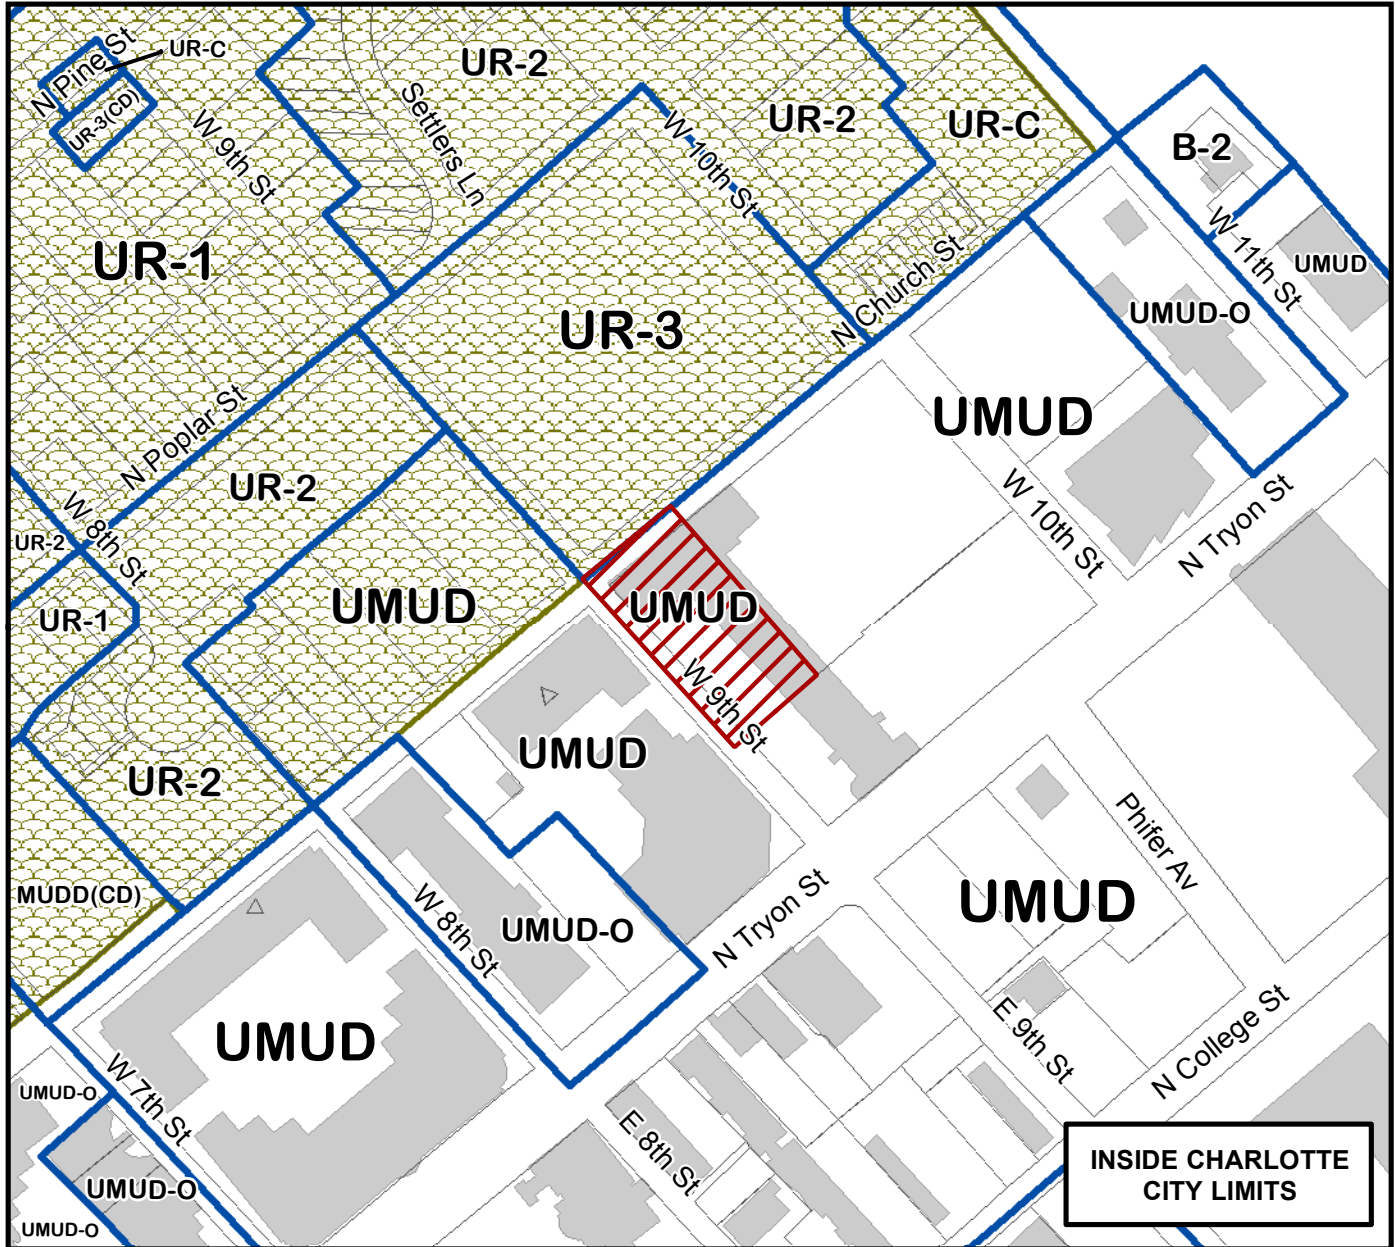 N Pine St
UR-C
UR-3(CD)
W 9th St
UR-2
Settlers Ln
W 10th St
UR-2
UR-C
B-2
W 11th St
UMUD
UR-1
UR-3
N Church St
UMUD-O
UMUD
N Poplar St
UR-2
W 8th St
UR-2
W 10th St
N Tryon St
UR-1
UMUD
UMUD
W 9th St
UMUD
UR-2
Phifer Av
MUDD(CD)
W 8th St
UMUD-O
N Tryon St
UMUD
UMUD
E 9th St
N College St
UMUD-O
W 7th St
E 8th St
UMUD-O
UMUD-O
INSIDE CHARLOTTE
CITY LIMITS